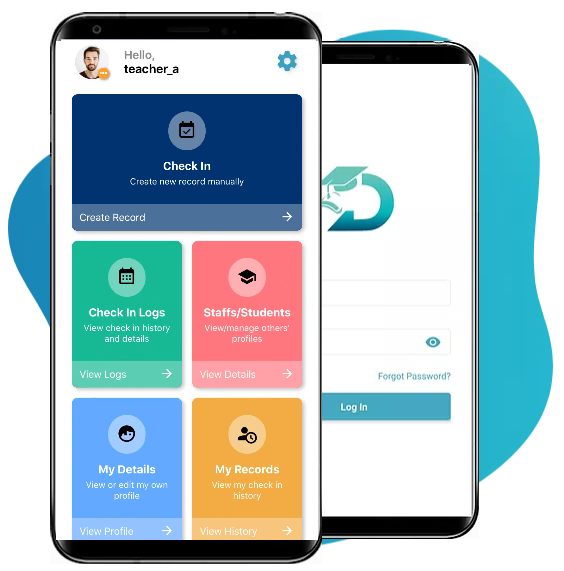 Hello,
teacher_a
Check In
Create new record manually
Create Record
Check In Logs
View check in history
and details
View Logs
Staffs/Students
View/manage others'
profiles
View Details
My Details
View or edit my own
profile
View Profile
My Records
View my check in
history
View History
Forgot Password?
Log In